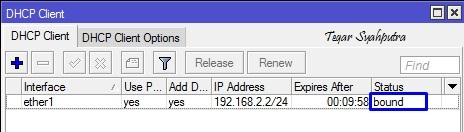 DHCP Client
DHCP Client
DHCP Client Options
Tegar Syahputra
Release
Renew
Find
Interface
Use P...
Add D...
IP Address
Expires After
Status
ether1
yes
yes
192.168.2.2/24
00:09:58
bound